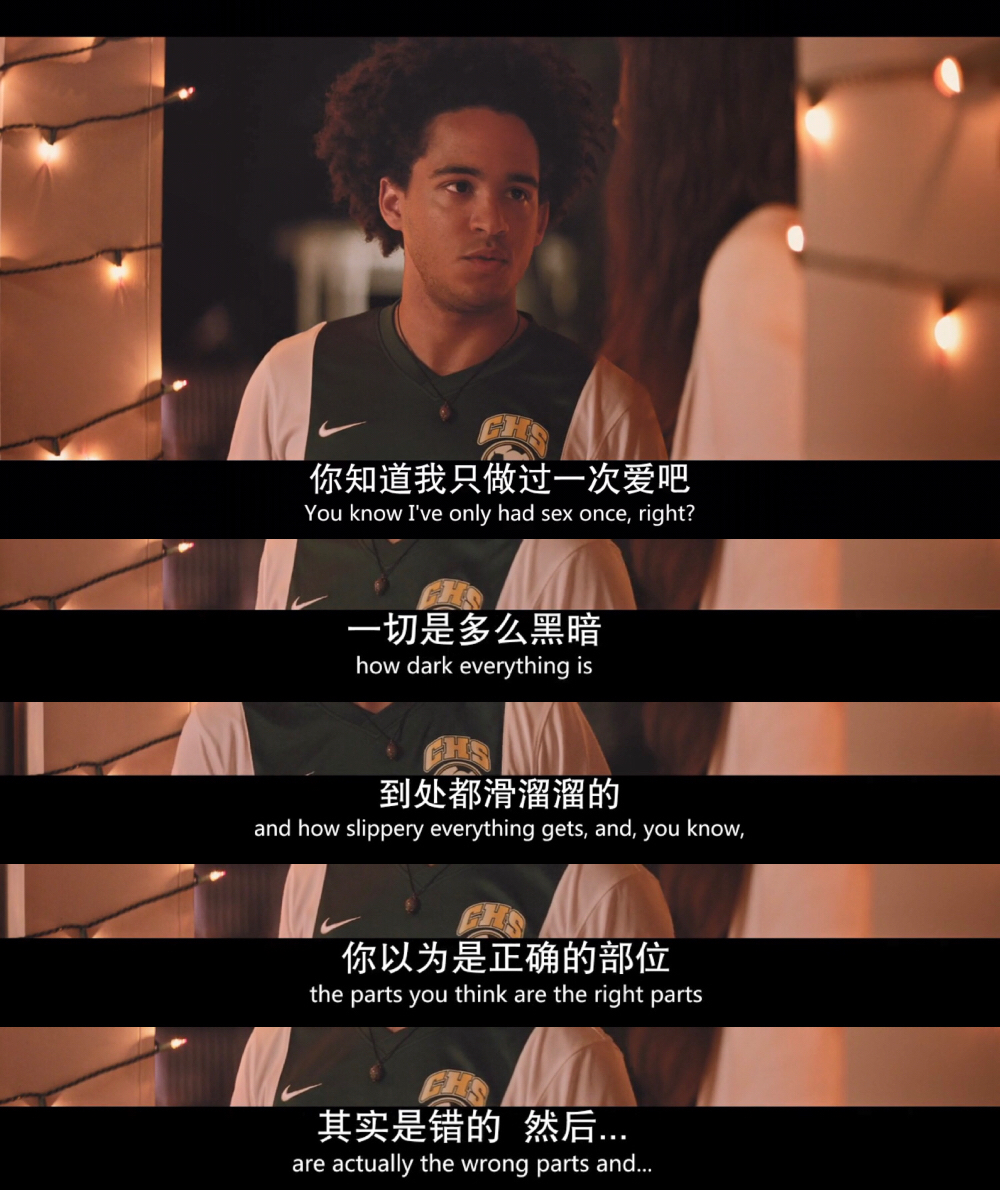 CHS
你知道我只做过一次爱吧
You know I've only had sex once, right?
CHS
一切是多么黑暗
how dark everything is
CHS
到处都滑溜溜的
and how slippery everything gets, and, you know,
CHS
你以为是正确的部位
the parts you think are the right parts
CHS
其实是错的 然后...
are actually the wrong parts and...